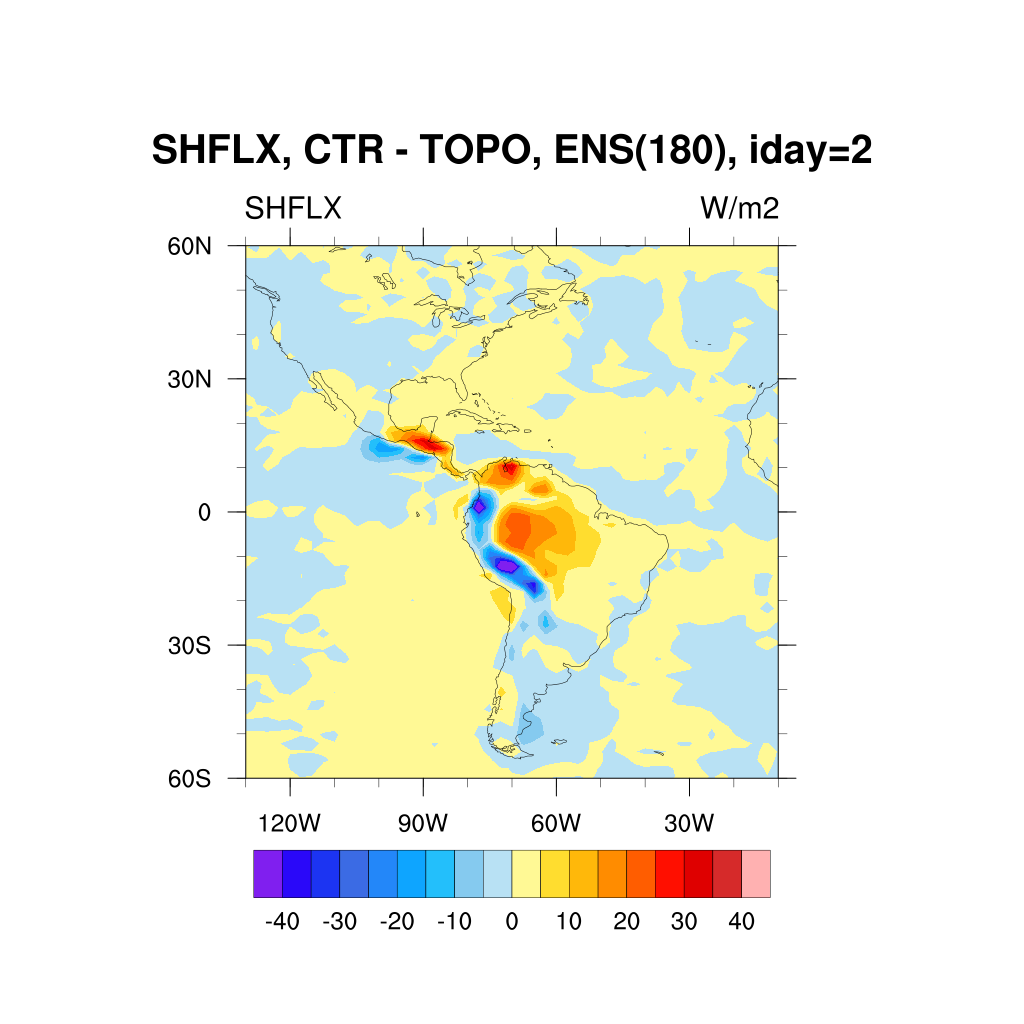 SHFLX, CTR - TOPO, ENS(180), iday=2
SHFLX W/m2
60N
30N
0
30S
60S
120W 90W 60W 30W
-40 -30 -20 -10 0 10 20 30 40